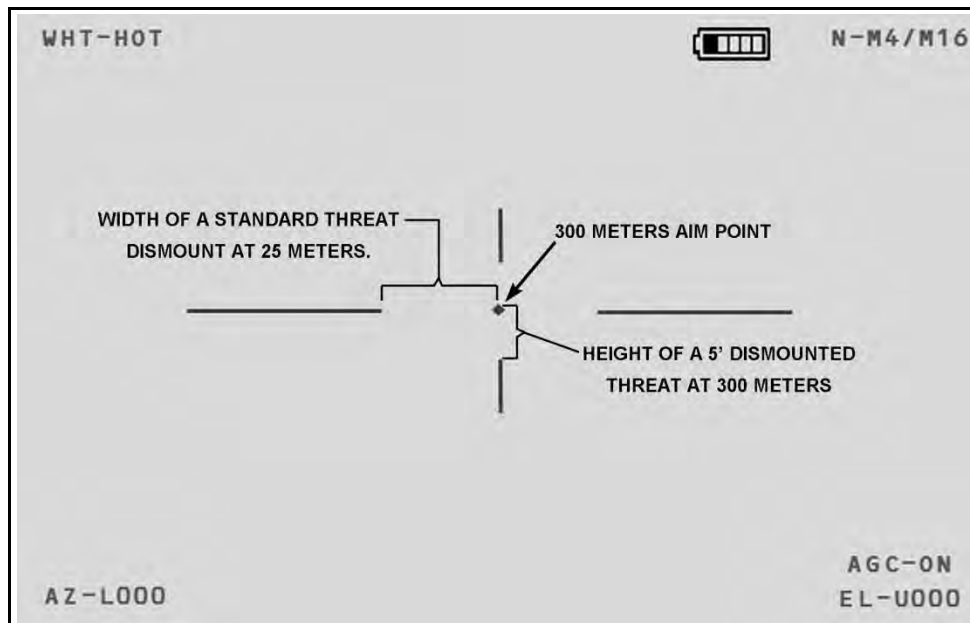 WHT-HOT
N-M4/M16
WIDTH OF A STANDARD THREAT
DISMOUNT AT 25 METERS.
300 METERS AIM POINT
HEIGHT OF A 5' DISMOUNTED
THREAT AT 300 METERS
AGC-ON
AZ-L000
EL-U000